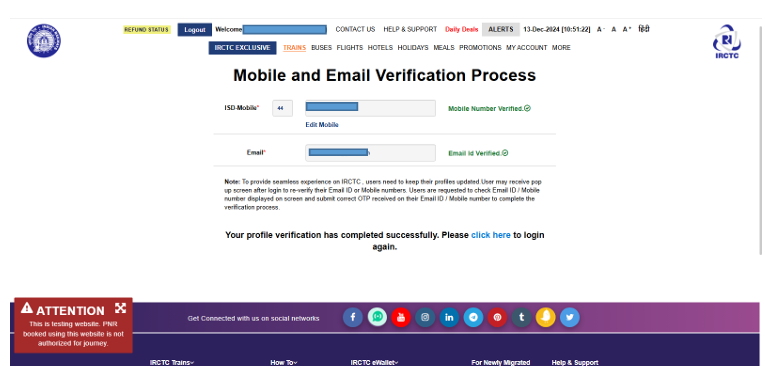 REFUND STATUS Logout Welcome CONTACT US HELP & SUPPORT Daily Deals ALERTS 13-Dec-2024 [10:51:22] A- A A+ हिंदी
IRCTC EXCLUSIVE TRAINS BUSES FLIGHTS HOTELS HOLIDAYS MEALS PROMOTIONS MY ACCOUNT MORE
IRCTC
Mobile and Email Verification Process
ISD-Mobile* 44 Mobile Number Verified.
Edit Mobile
Email* Email Id Verified.
Note: To provide seamless experience on IRCTC , users need to keep their profiles updated User may receive pop
up screen after login to re-verify their Email ID or Mobile numbers. Users are requested to check Email ID / Mobile
number displayed on screen and submit correct OTP received on their Email ID / Mobile number to complete the
verification process.
Your profile verification has completed successfully. Please click here to login
again.
ATTENTION
This is testing website. PNR
booked using this website is not
authorized for journey.
Get Connected with us on social networks
IRCTC Trains How To IRCTC eWallet For Newly Migrated Help & Support